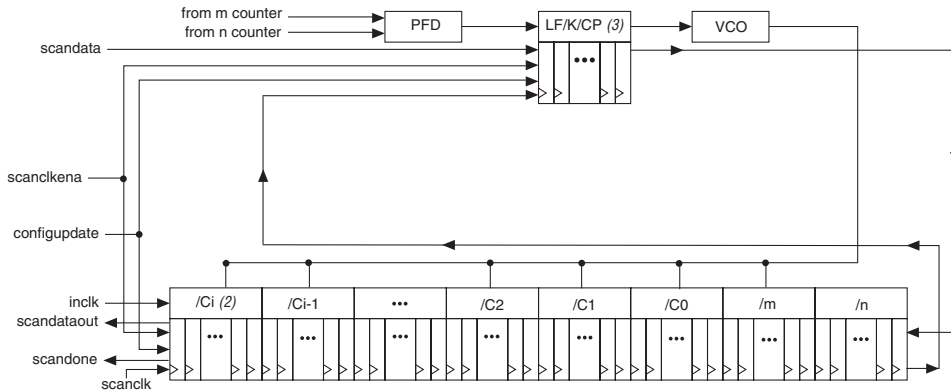 from m counter
from n counter
PFD
LF/K/CP (3)
VCO
scandata
•••
scanclkena
configupdate
inclk
/Ci (2)
/Ci-1
•••
/C2
/C1
/C0
/m
/n
scandataout
•••
•••
•••
•••
•••
•••
•••
•••
scandone
scanclk